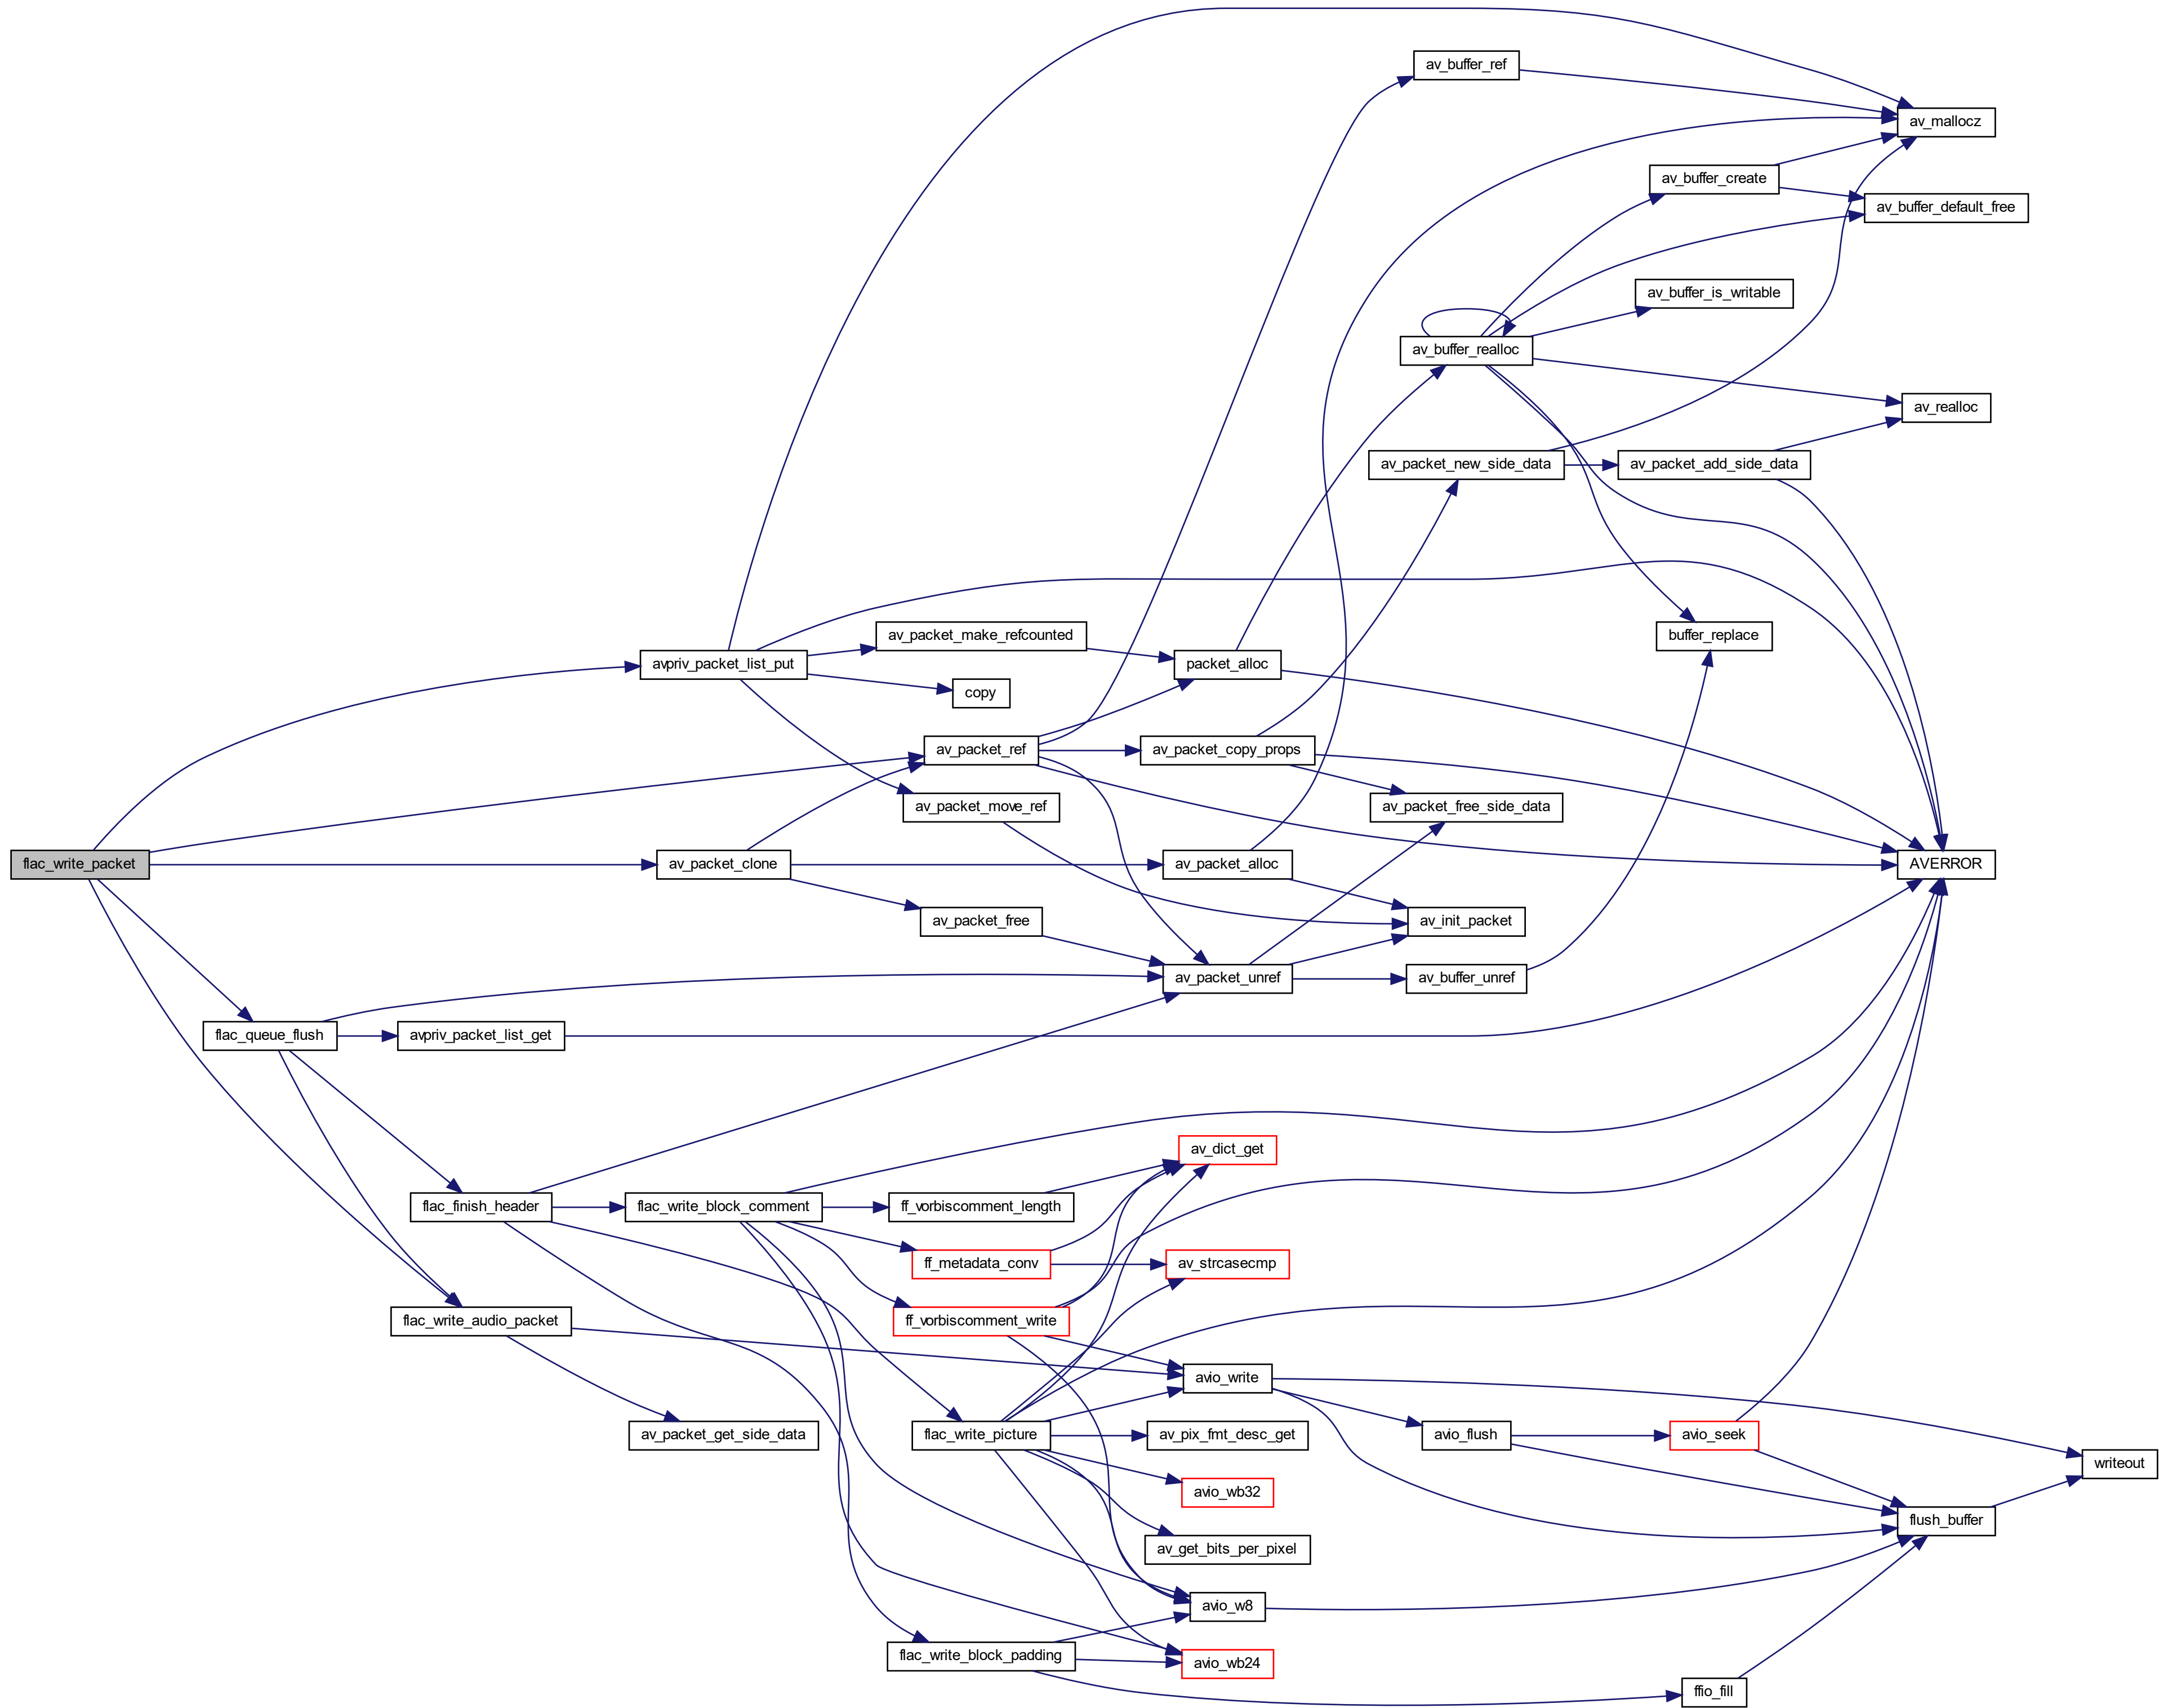 av_buffer_ref
av_mallocz
av_buffer_create
av_buffer_default_free
av_buffer_is_writable
av_buffer_realloc
av_realloc
av_packet_new_side_data
av_packet_add_side_data
av_packet_make_refcounted
buffer_replace
avpriv_packet_list_put
packet_alloc
copy
av_packet_ref
av_packet_copy_props
av_packet_move_ref
av_packet_free_side_data
flac_write_packet
av_packet_clone
av_packet_alloc
AVERROR
av_packet_free
av_init_packet
av_packet_unref
av_buffer_unref
flac_queue_flush
avpriv_packet_list_get
av_dict_get
flac_finish_header
flac_write_block_comment
ff_vorbiscomment_length
ff_metadata_conv
av_strcasecmp
flac_write_audio_packet
ff_vorbiscomment_write
avio_write
av_packet_get_side_data
flac_write_picture
av_pix_fmt_desc_get
avio_flush
avio_seek
writeout
avio_wb32
flush_buffer
av_get_bits_per_pixel
avio_w8
flac_write_block_padding
avio_wb24
ffio_fill